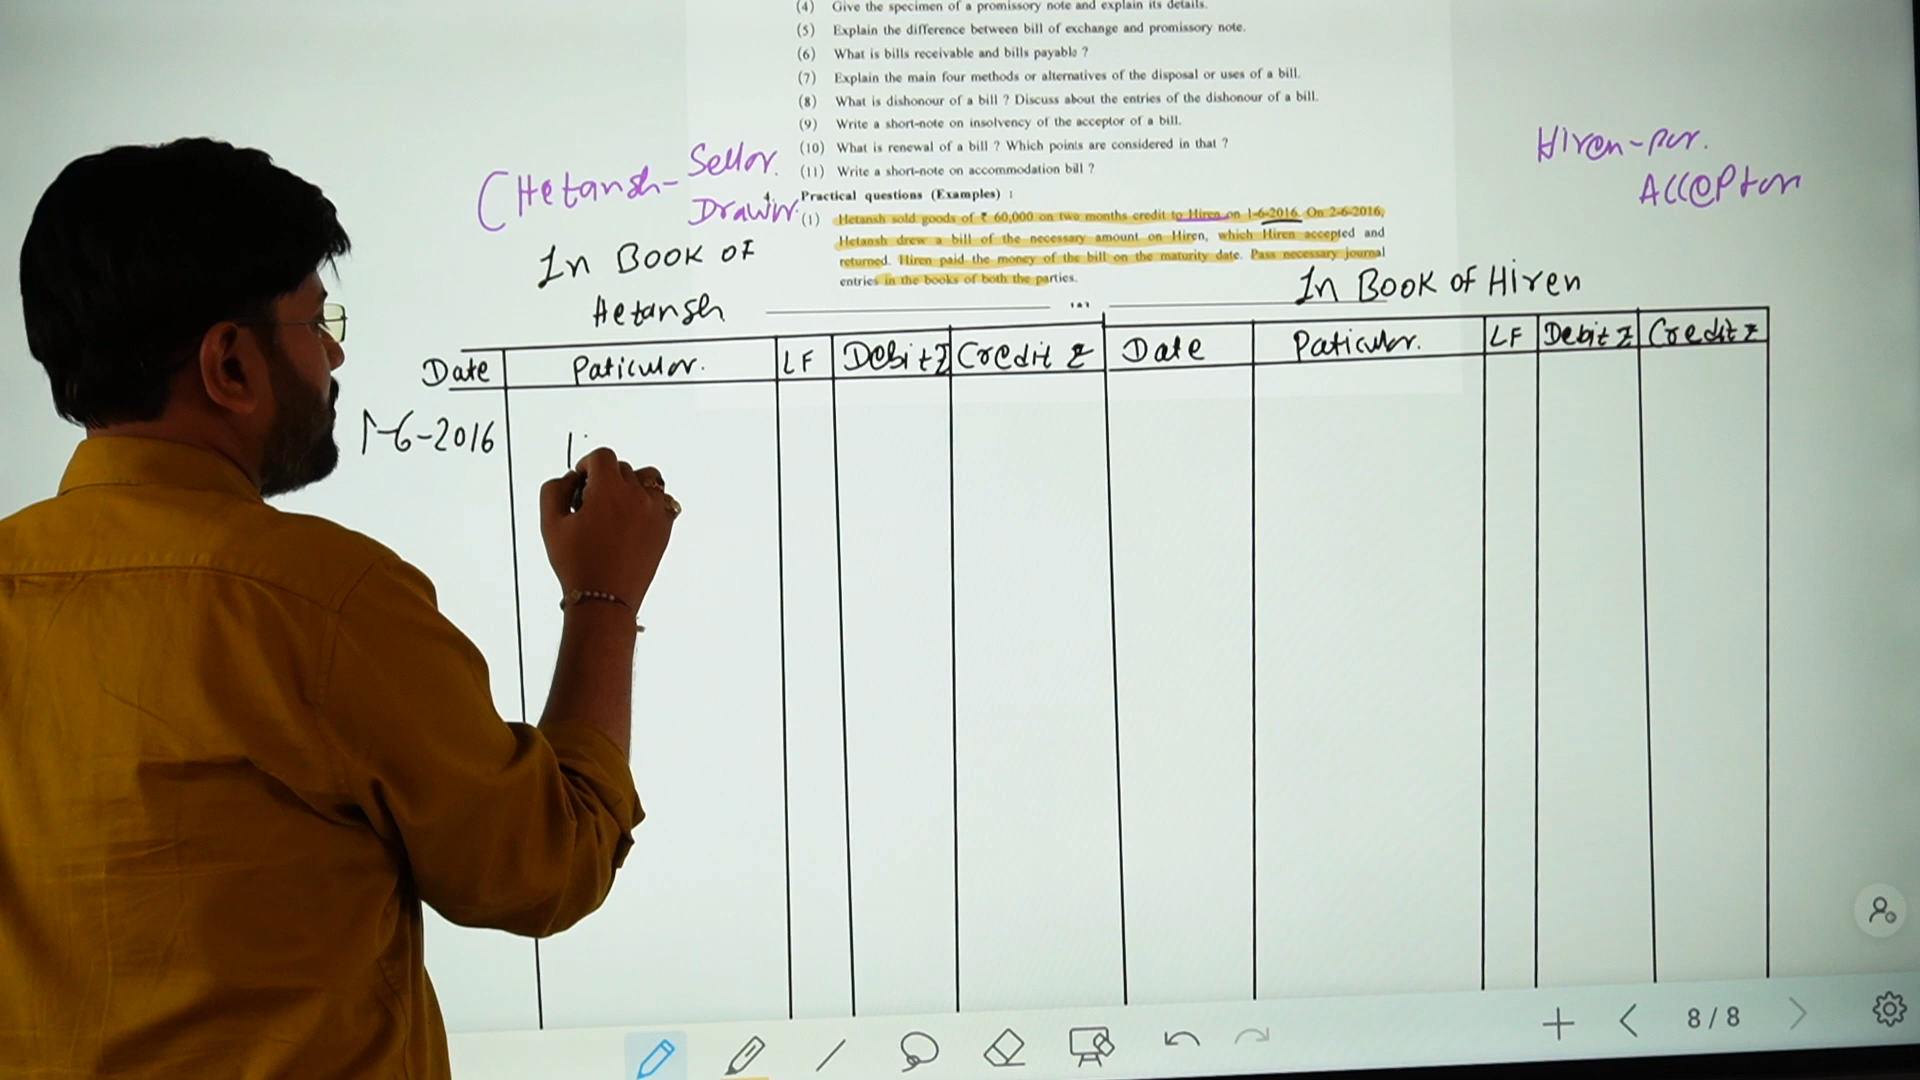 (4) Give the specimen of a promissory note and explain its details.
(5) Explain the difference between bill of exchange and promissory note.
(6) What is bills receivable and bills payable ?
(7) Explain the main four methods or alternatives of the disposal or uses of a bill.
(8) What is dishonour of a bill ? Discuss about the entries of the dishonour of a bill.
(9) Write a short-note on insolvency of the acceptor of a bill.
(10) What is renewal of a bill ? Which points are considered in that ?
(11) Write a short-note on accommodation bill ?
4. Practical questions (Examples) :
(1) Hetansh sold goods of ₹ 60,000 on two months credit to Hiren on 1-6-2016. On 2-6-2016,
Hetansh drew a bill of the necessary amount on Hiren, which Hiren accepted and
returned. Hiren paid the money of the bill on the maturity date. Pass necessary journal
entries in the books of both the parties.
(Hetansh-
Hiren-pur.
In Book of
Hetansh
In Book of Hiren
Date Paticular. LF Debit ₹ Credit ₹ Date Paticular. LF Debit ₹ Credit ₹
1-6-2016
8/8